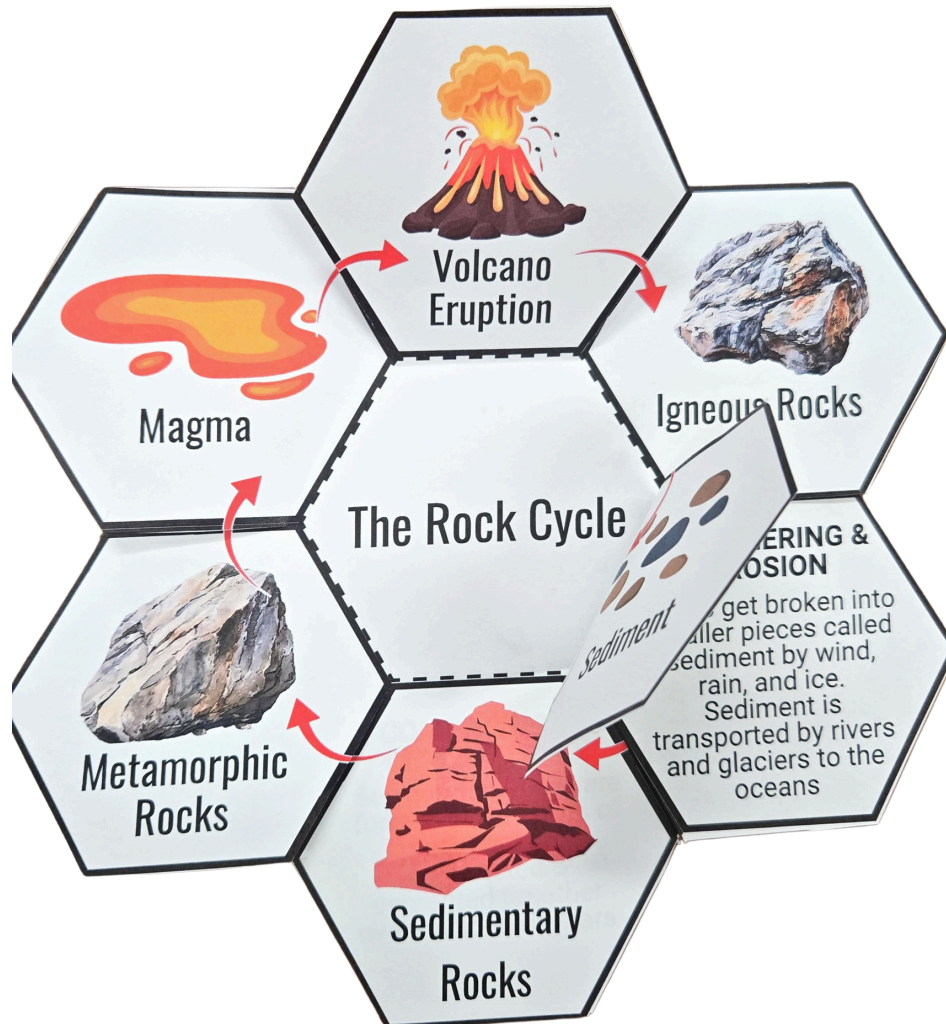 Volcano
Eruption
Igneous Rocks
Magma
The Rock Cycle
Sediment
&
get broken into
pieces called
sediment by wind,
rain, and ice.
Sediment is
transported by rivers
and glaciers to the
oceans
Metamorphic
Rocks
Sedimentary
Rocks